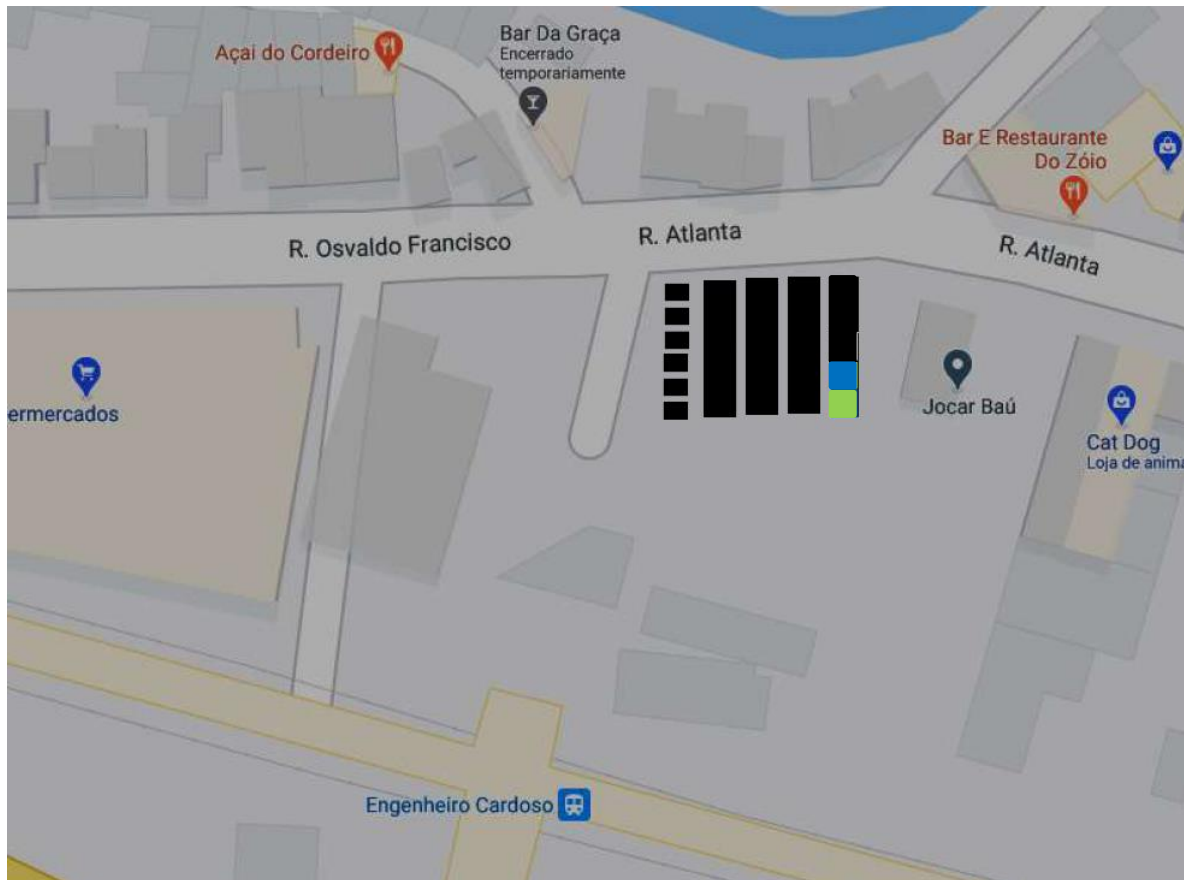 Bar Da Graça
Encerrado
temporariamente
Açai do Cordeiro
Bar E Restaurante
Do Zóio
R. Osvaldo Francisco
R. Atlanta
R. Atlanta
ermercados
Jocar Baú
Cat Dog
Loja de anima
Engenheiro Cardoso